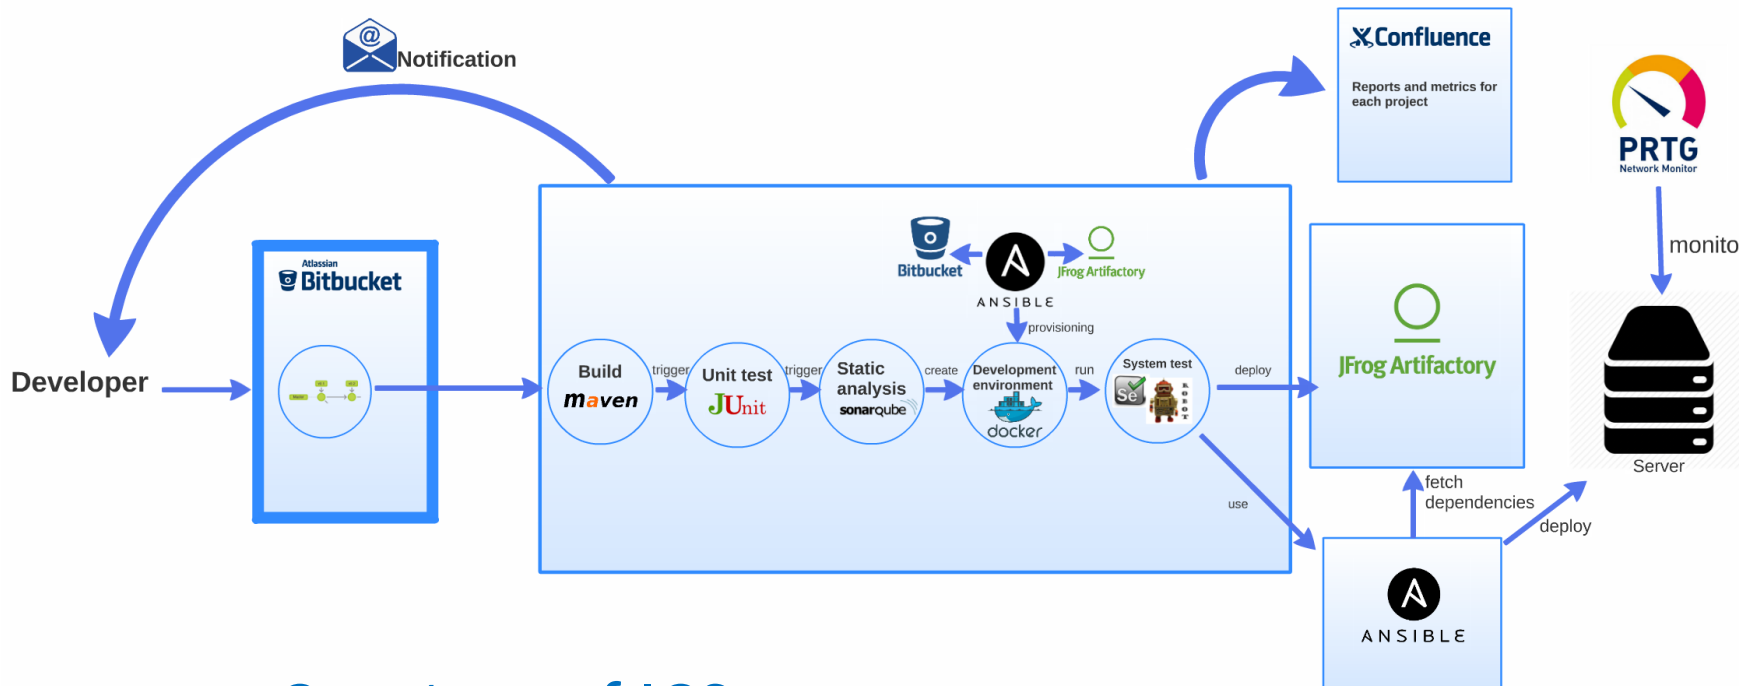 Notification
Confluence
Reports and metrics for
each project
PRTG
Network Monitor
monito
Atlassian
Bitbucket
Developer
Bitbucket
ANSIBLE
JFrog Artifactory
provisioning
Build
maven
trigger
Unit test
JUnit
trigger
Static
analysis
sonarqube
create
Development
environment
docker
run
System test
Se
ROBOT
deploy
JFrog Artifactory
Server
use
fetch
dependencies
deploy
ANSIBLE